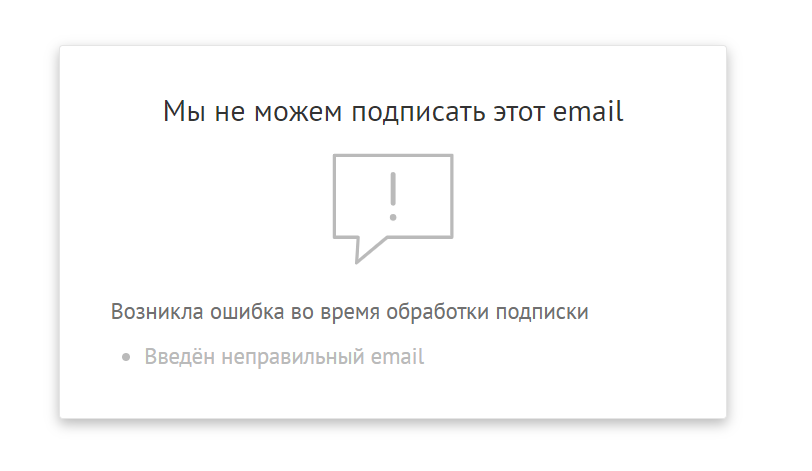 Мы не можем подписать этот email
!
Возникла ошибка во время обработки подписки
• Введён неправильный email